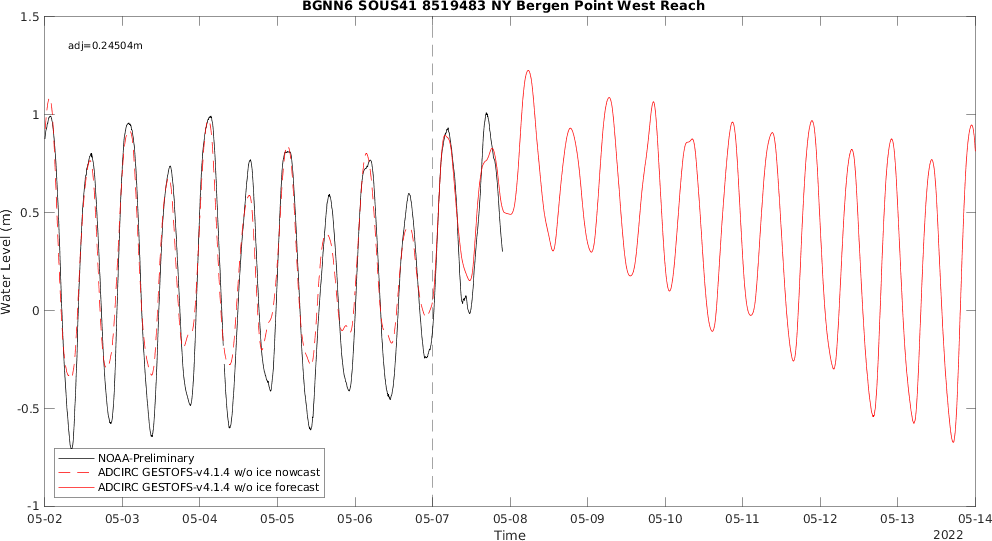 BGNN6 SOUS41 8519483 NY Bergen Point West Reach
adj=0.24504m
1.5
1
0.5
0
-0.5
-1
Water Level (m)
NOAA-Preliminary
ADCIRC GESTOFS-v4.1.4 w/o ice nowcast
ADCIRC GESTOFS-v4.1.4 w/o ice forecast
05-02 05-03 05-04 05-05 05-06 05-07 05-08 05-09 05-10 05-11 05-12 05-13 05-14
Time
2022